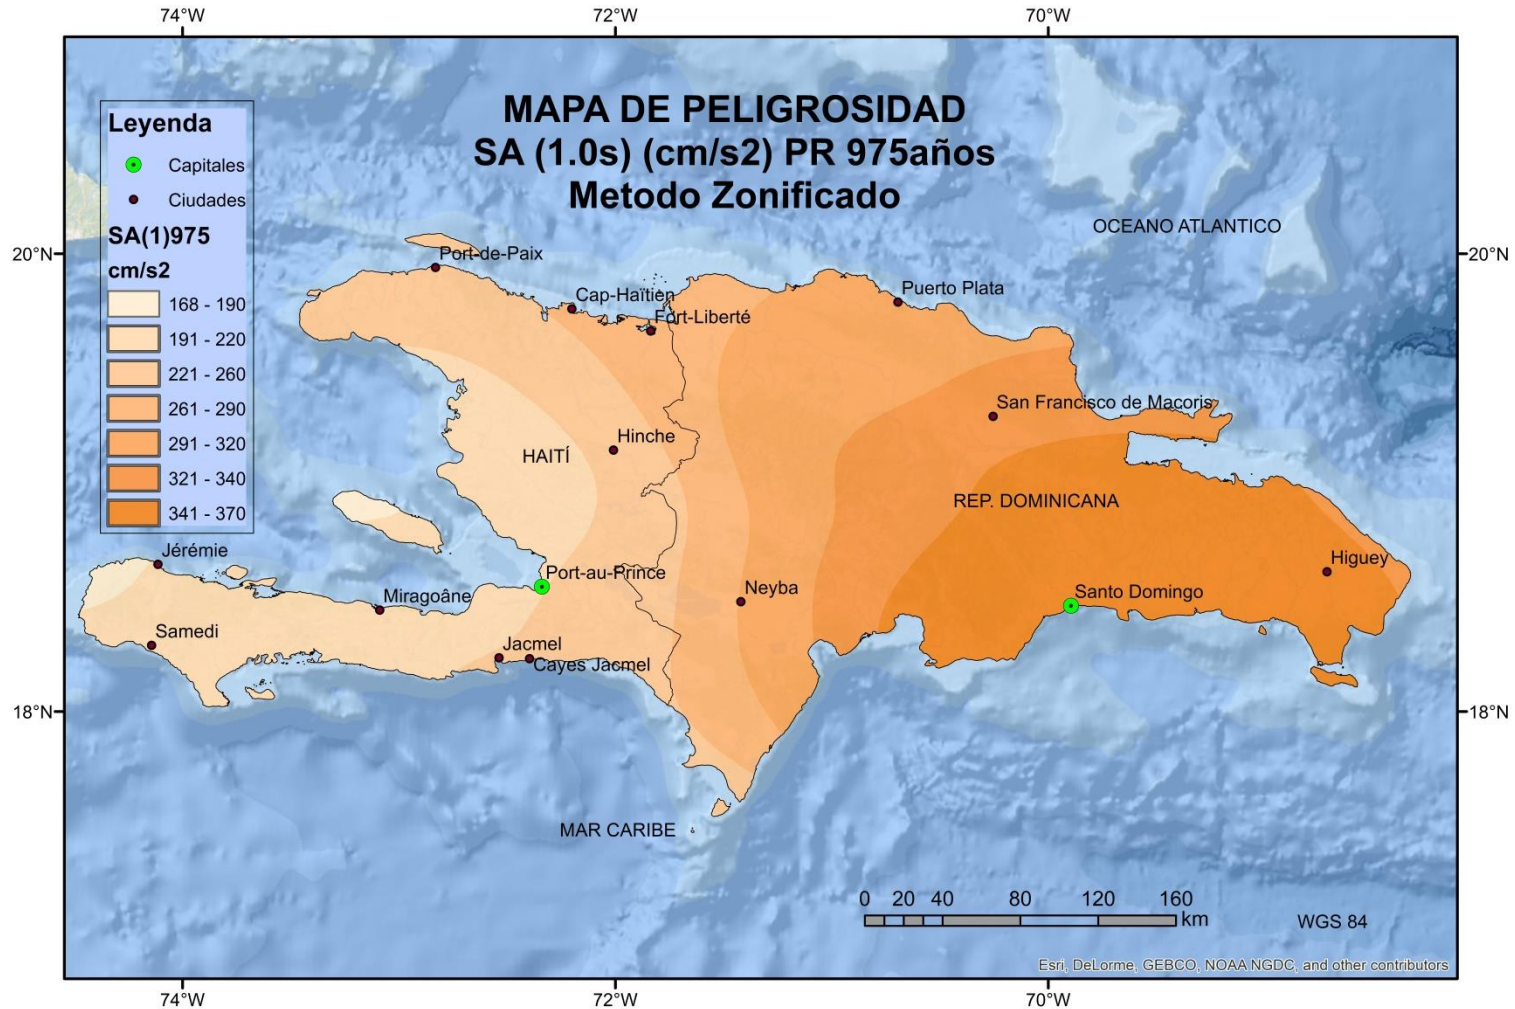 74°W
72°W
70°W
MAPA DE PELIGROSIDAD
SA (1.0s) (cm/s2) PR 975años
Metodo Zonificado
Leyenda
Capitales
Ciudades
SA(1)975
cm/s2
168 - 190
191 - 220
221 - 260
261 - 290
291 - 320
321 - 340
341 - 370
OCEANO ATLANTICO
20°N
20°N
Port-de-Paix
Cap-Haïtien
Fort-Liberté
Puerto Plata
San Francisco de Macoris
Hinche
HAITÍ
REP. DOMINICANA
Jérémie
Port-au-Prince
Higuey
Miragoâne
Neyba
Santo Domingo
Samedi
Jacmel
Cayes Jacmel
18°N
18°N
MAR CARIBE
0 20 40 80 120 160
km
WGS 84
Esri, DeLorme, GEBCO, NOAA NGDC, and other contributors
74°W
72°W
70°W